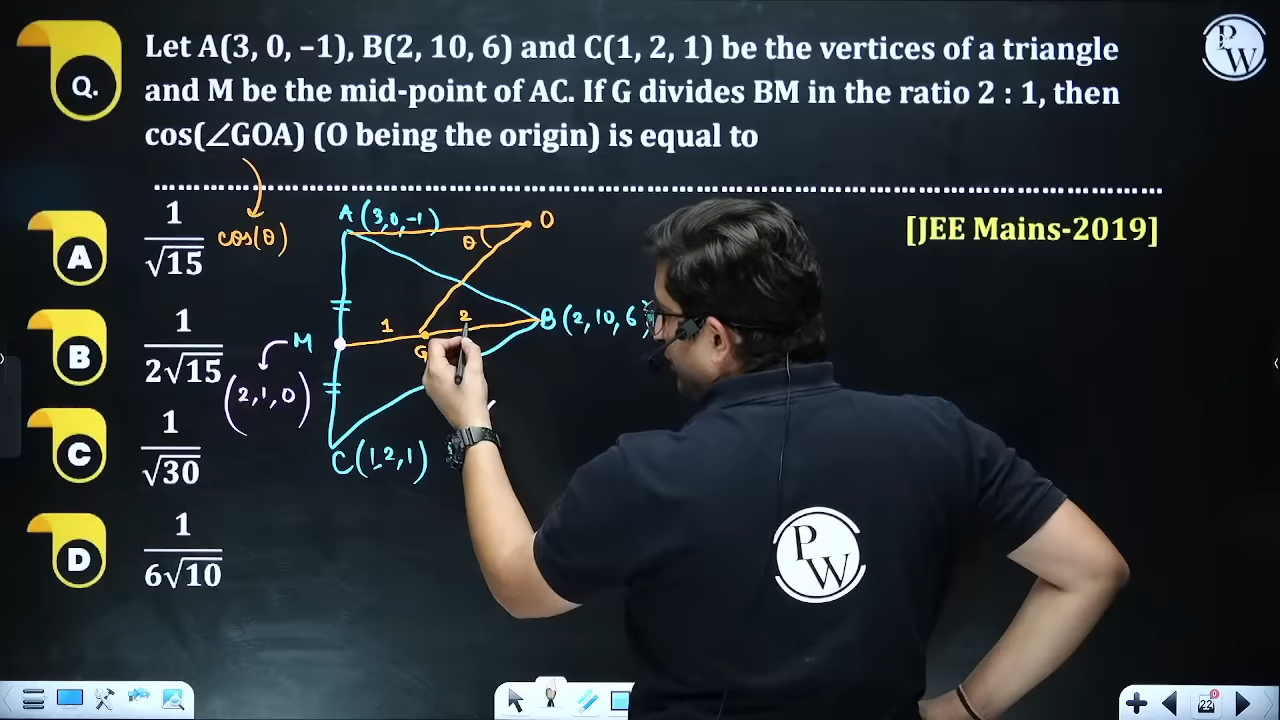 Q.
Let A(3, 0, –1), B(2, 10, 6) and C(1, 2, 1) be the vertices of a triangle
and M be the mid-point of AC. If G divides BM in the ratio 2 : 1, then
cos(∠GOA) (O being the origin) is equal to
PW
[JEE Mains-2019]
A
1/√15
cos(θ)
B
1/2√15
C
1/√30
D
1/6√10
A (3,0,-1)
O
θ
M
1
2
B (2,10,6)
G
(2,1,0)
C (1,2,1)
PW
22